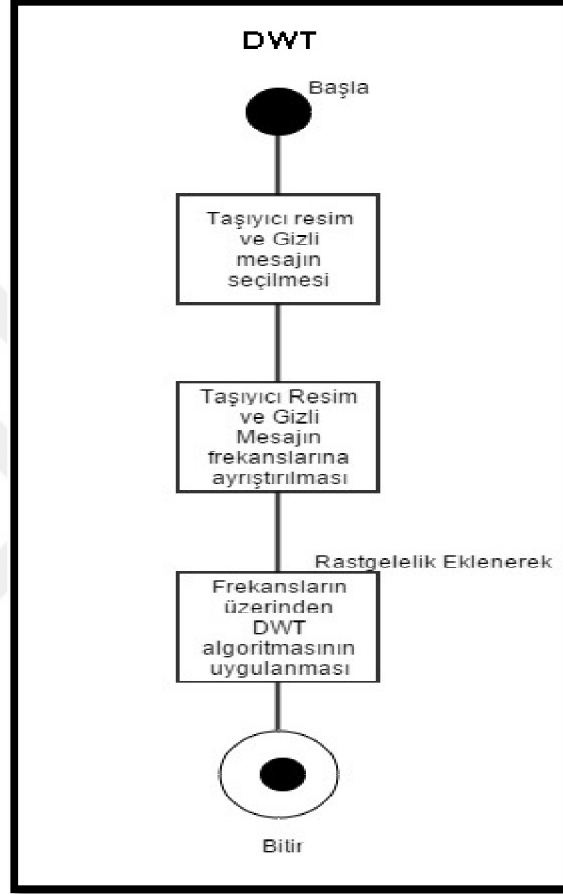 DWT
Başla
Taşıyıcı resim
ve Gizli
mesajın
seçilmesi
Taşıyıcı Resim
ve Gizli
Mesajın
frekanslarına
ayrıştırılması
Rastgelelik Eklenerek
Frekansların
üzerinden
DWT
algoritmasının
uygulanması
Bitir